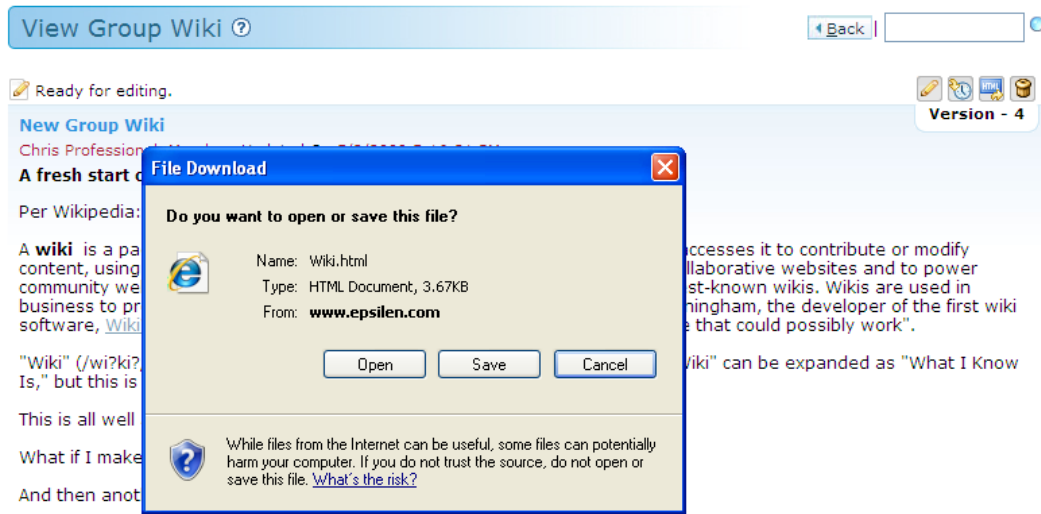 View Group Wiki ?
Back |
Ready for editing.
HTML
Version - 4
New Group Wiki
Chris Profession
A fresh start
Per Wikipedia:
A wiki is a pa
content, using
community we
business to pr
software, Wiki
"Wiki" (/wi?ki?
Is," but this is
This is all well
What if I make
And then anot
File Download
Do you want to open or save this file?
Name: Wiki.html
Type: HTML Document, 3.67KB
From: www.epsilen.com
Open Save Cancel
While files from the Internet can be useful, some files can potentially
harm your computer. If you do not trust the source, do not open or
save this file. What's the risk?
accesses it to contribute or modify
llaborative websites and to power
st-known wikis. Wikis are used in
ningham, the developer of the first wiki
that could possibly work".
Wiki" can be expanded as "What I Know